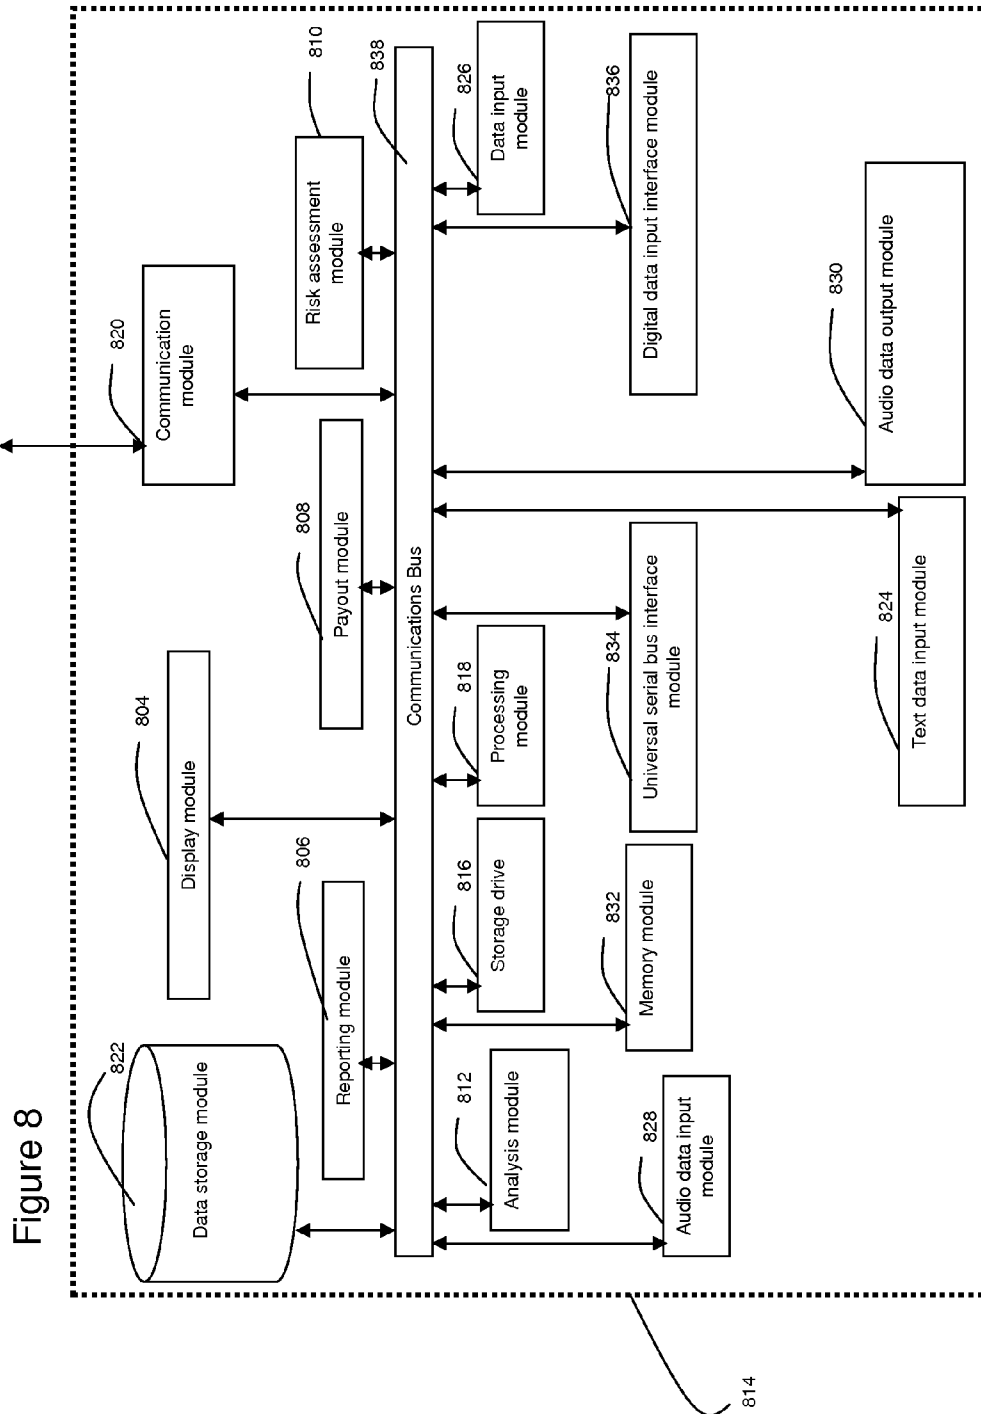 Figure 8
822
Data storage module
806
Reporting module
804
Display module
808
Payout module
820
Communication
module
810
Risk assessment
module
838
Communications Bus
828
Audio data input
module
812
Analysis module
832
Memory module
816
Storage drive
818
Processing
module
834
Universal serial bus interface
module
824
Text data input module
830
Audio data output module
836
Digital data input interface module
826
Data input
module
814